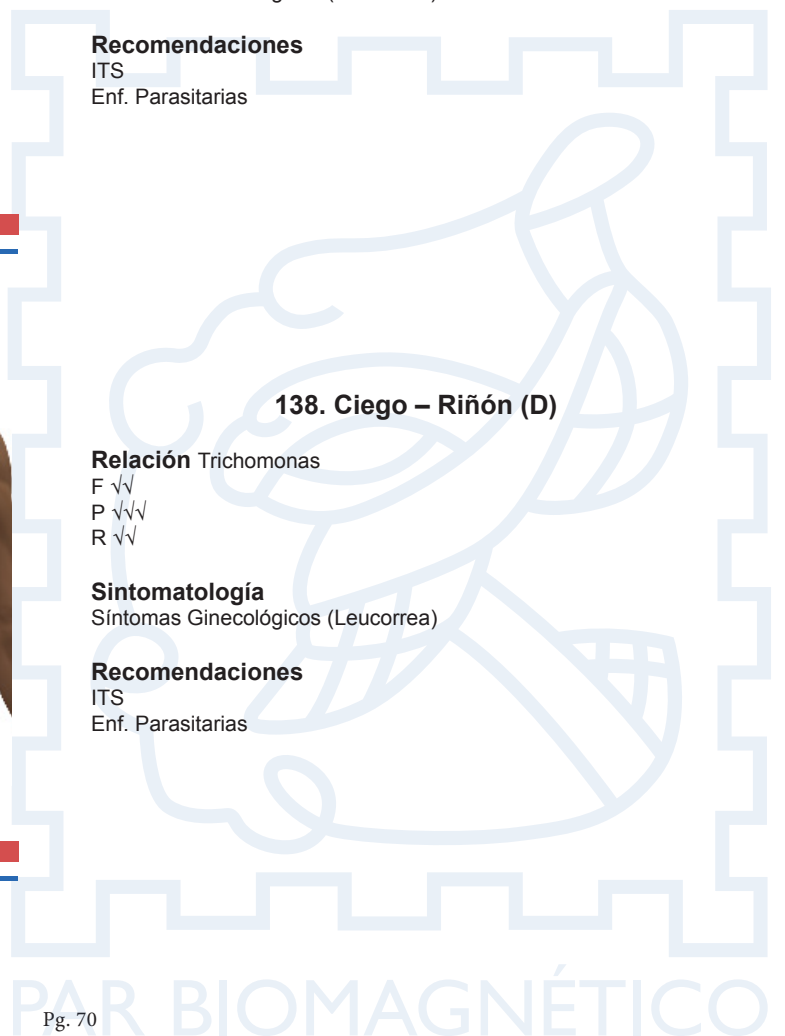 Recomendaciones
ITS
Enf. Parasitarias
138. Ciego – Riñón (D)
Relación Trichomonas
F √√
P √√√
R √√
Sintomatología
Síntomas Ginecológicos (Leucorrea)
Recomendaciones
ITS
Enf. Parasitarias
PAR BIOMAGNÉTICO
Pg. 70